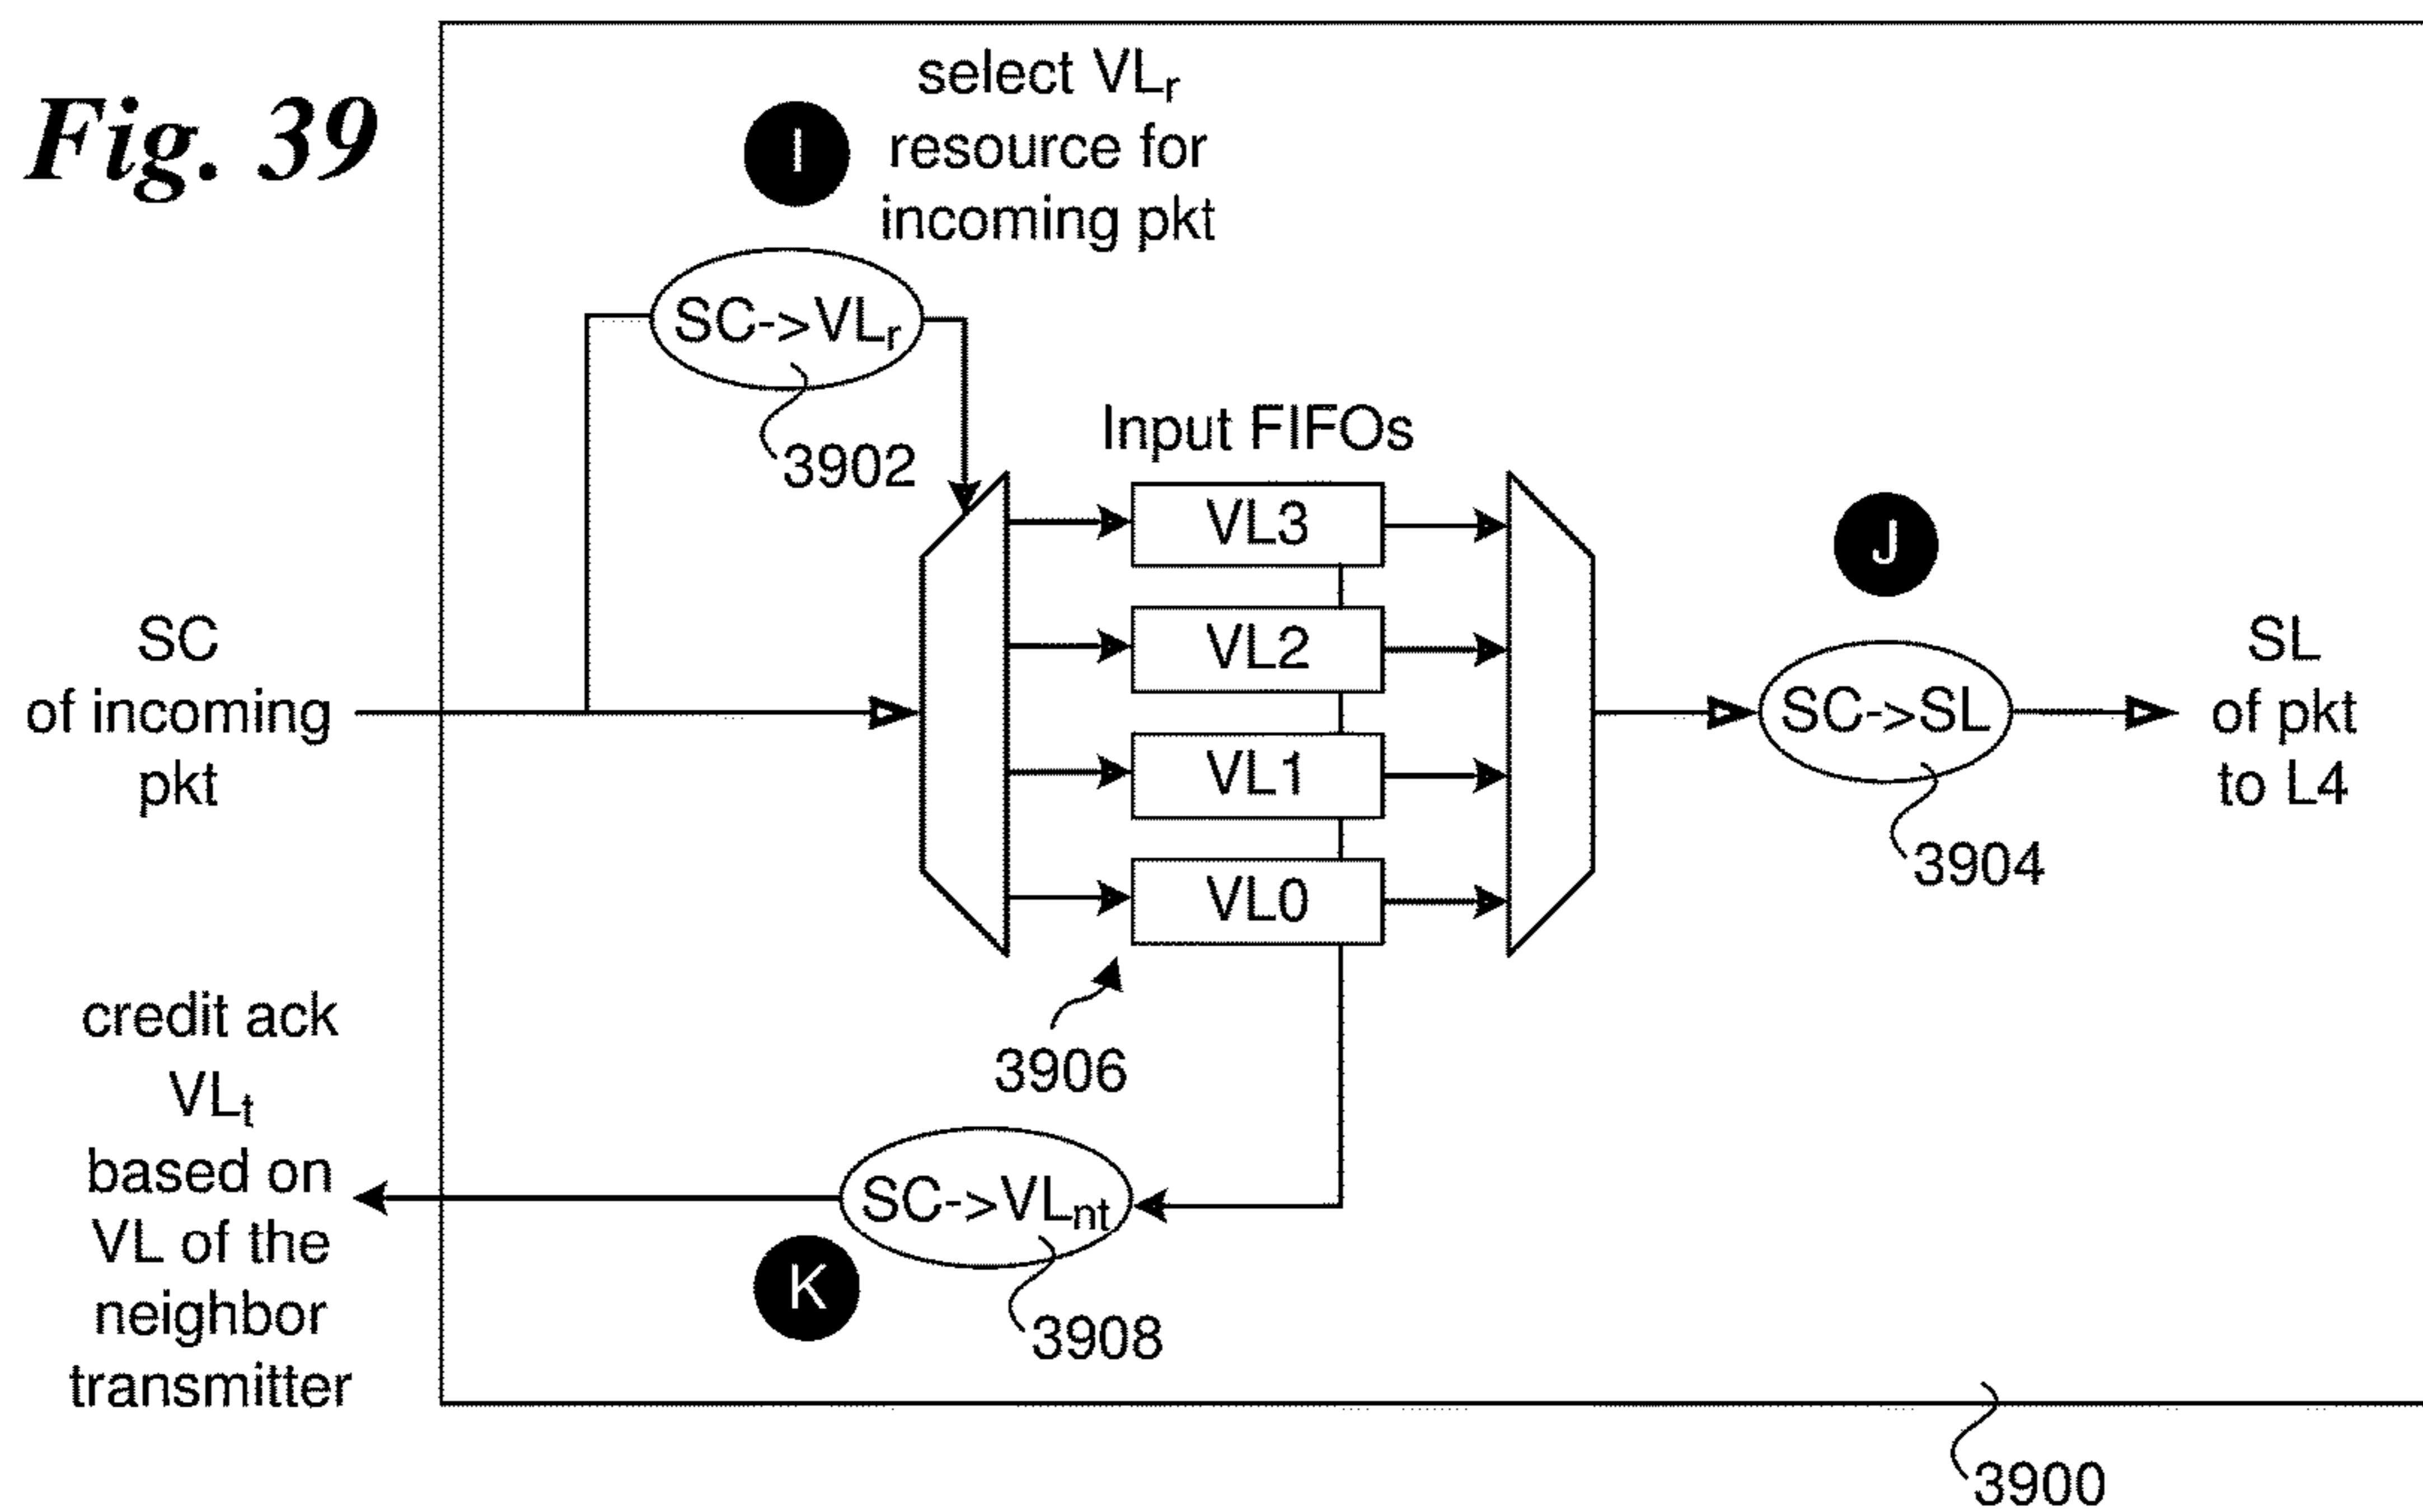 Fig. 39
I
select VLr
resource for
incoming pkt
SC->VLr
3902
Input FIFOs
VL3
VL2
VL1
VL0
3906
SC
of incoming
pkt
J
SC->SL
3904
SL
of pkt
to L4
credit ack
VLt
based on
VL of the
neighbor
transmitter
SC->VLnt
K
3908
3900